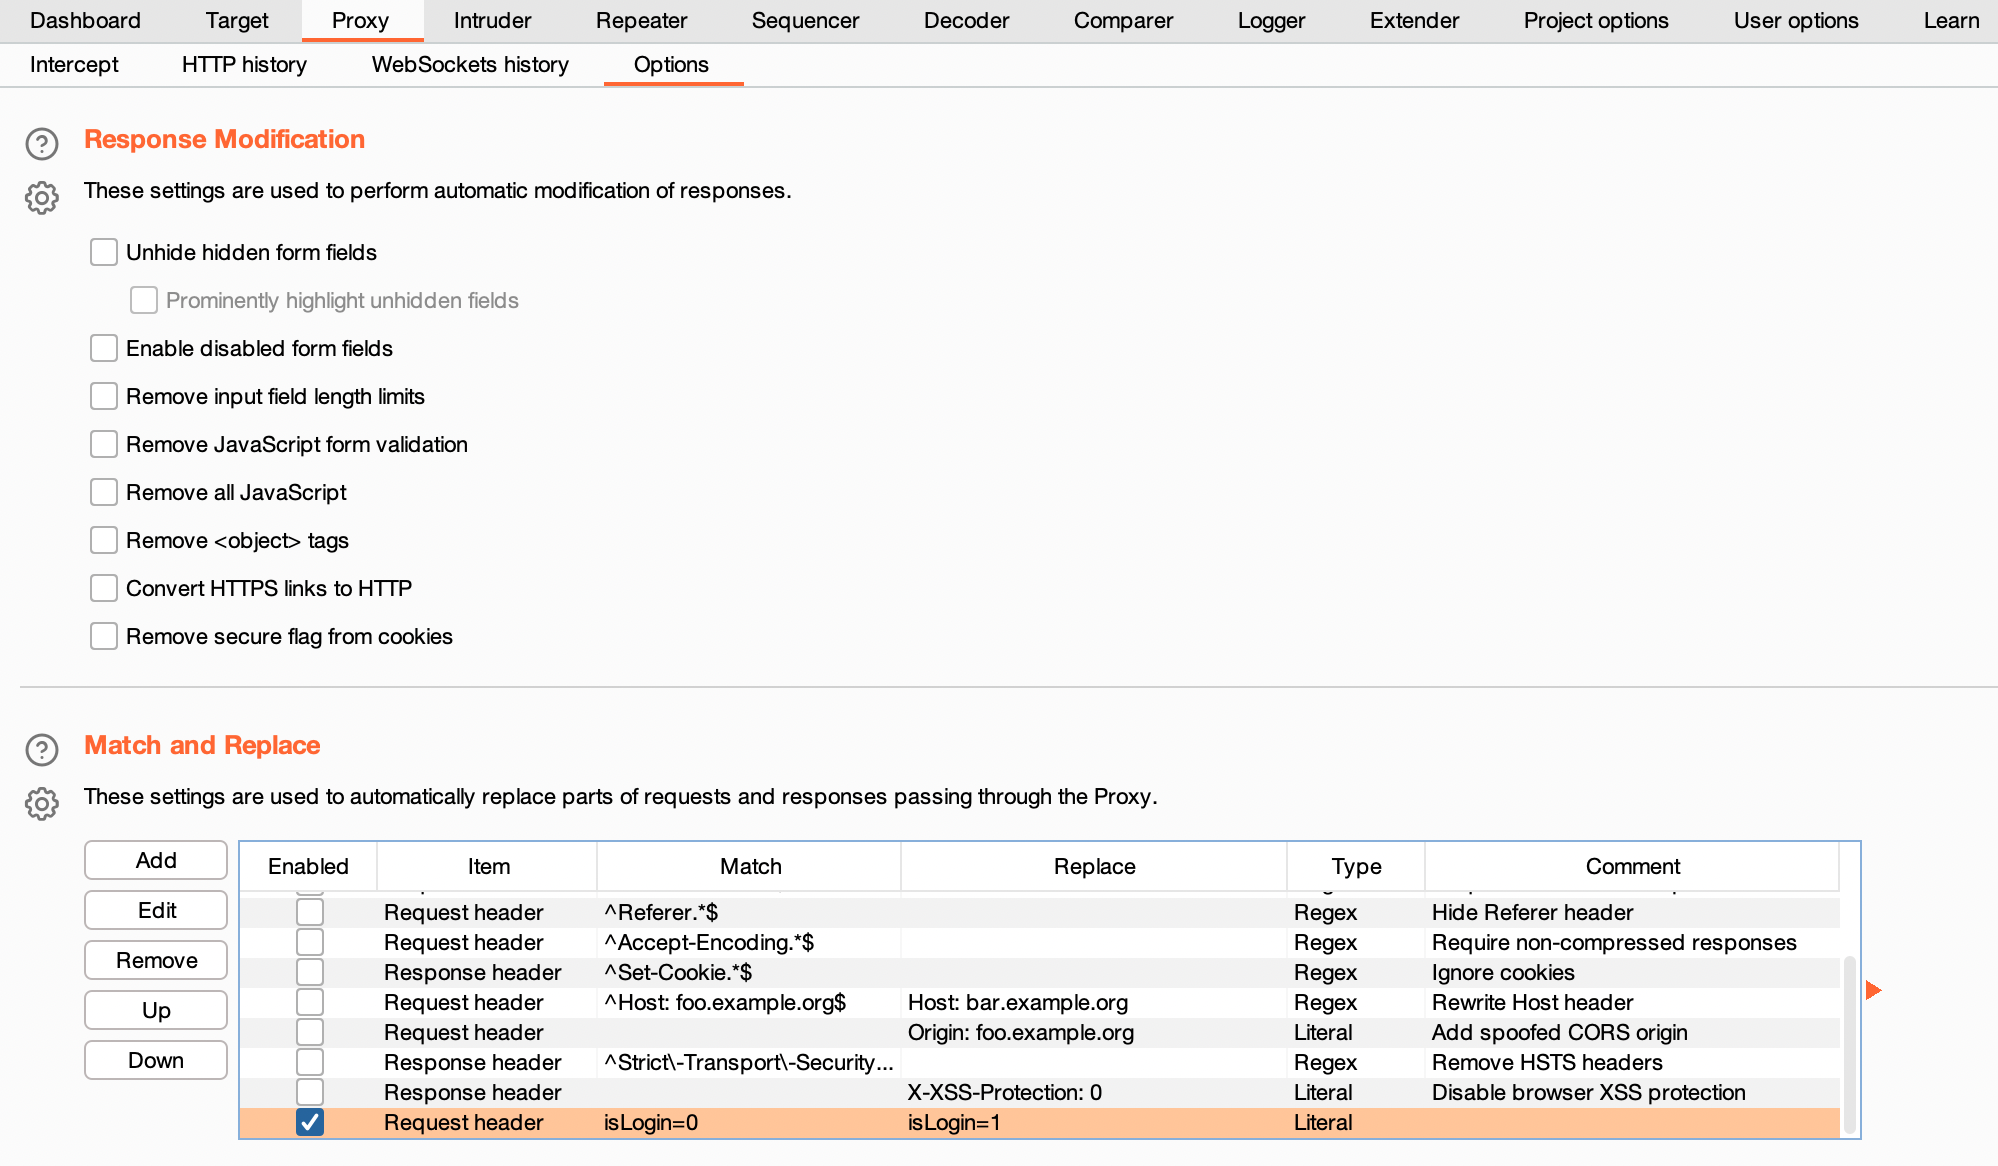 Dashboard Target Proxy Intruder Repeater Sequencer Decoder Comparer Logger Extender Project options User options Learn
Intercept HTTP history WebSockets history Options
Response Modification
These settings are used to perform automatic modification of responses.
Unhide hidden form fields
Prominently highlight unhidden fields
Enable disabled form fields
Remove input field length limits
Remove JavaScript form validation
Remove all JavaScript
Remove <object> tags
Convert HTTPS links to HTTP
Remove secure flag from cookies
Match and Replace
These settings are used to automatically replace parts of requests and responses passing through the Proxy.
Add
Edit
Remove
Up
Down
Enabled Item Match Replace Type Comment
Request header ^Referer.*$ Regex Hide Referer header
Request header ^Accept-Encoding.*$ Regex Require non-compressed responses
Response header ^Set-Cookie.*$ Regex Ignore cookies
Request header ^Host: foo.example.org$ Host: bar.example.org Regex Rewrite Host header
Request header Origin: foo.example.org Literal Add spoofed CORS origin
Response header ^Strict\-Transport\-Security... Regex Remove HSTS headers
Response header X-XSS-Protection: 0 Literal Disable browser XSS protection
Request header isLogin=0 isLogin=1 Literal